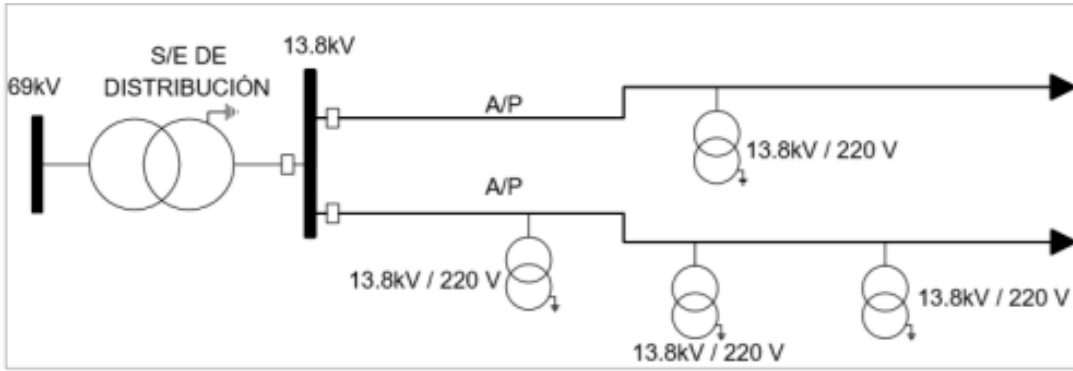 S/E DE
DISTRIBUCIÓN
69kV
13.8kV
A/P
13.8kV / 220 V
A/P
13.8kV / 220 V
13.8kV / 220 V
13.8kV / 220 V